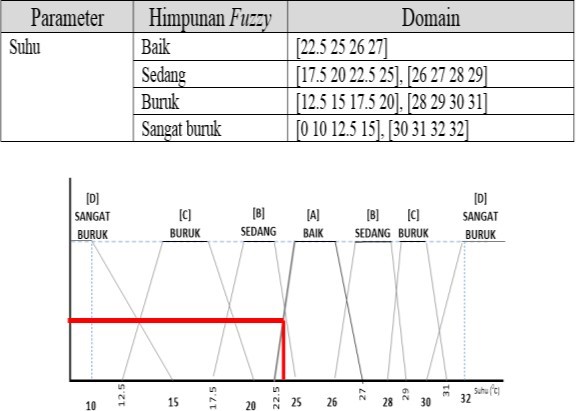 Parameter Himpunan Fuzzy Domain
Suhu Baik [22.5 25 26 27]
Sedang [17.5 20 22.5 25], [26 27 28 29]
Buruk [12.5 15 17.5 20], [28 29 30 31]
Sangat buruk [0 10 12.5 15], [30 31 32 32]
[D] SANGAT BURUK
[C] BURUK
[B] SEDANG
[A] BAIK
[B] SEDANG
[C] BURUK
[D] SANGAT BURUK
10 12.5 15 17.5 20 22.5 25 26 27 28 29 30 31 32 Suhu (°C)